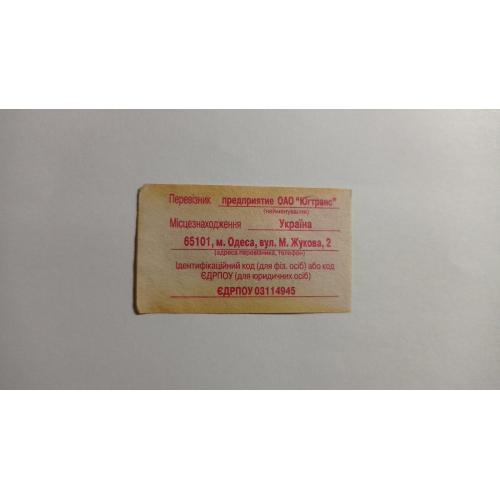 Перевізник предприятие ОАО "Югтранс"
(найменування)
Місцезнаходження Україна
65101, м. Одеса, вул. М. Жукова, 2
(адреса перевізника, телефон)
Ідентифікаційний код (для фіз. осіб) або код
ЄДРПОУ (для юридичних осіб)
ЄДРПОУ 03114945